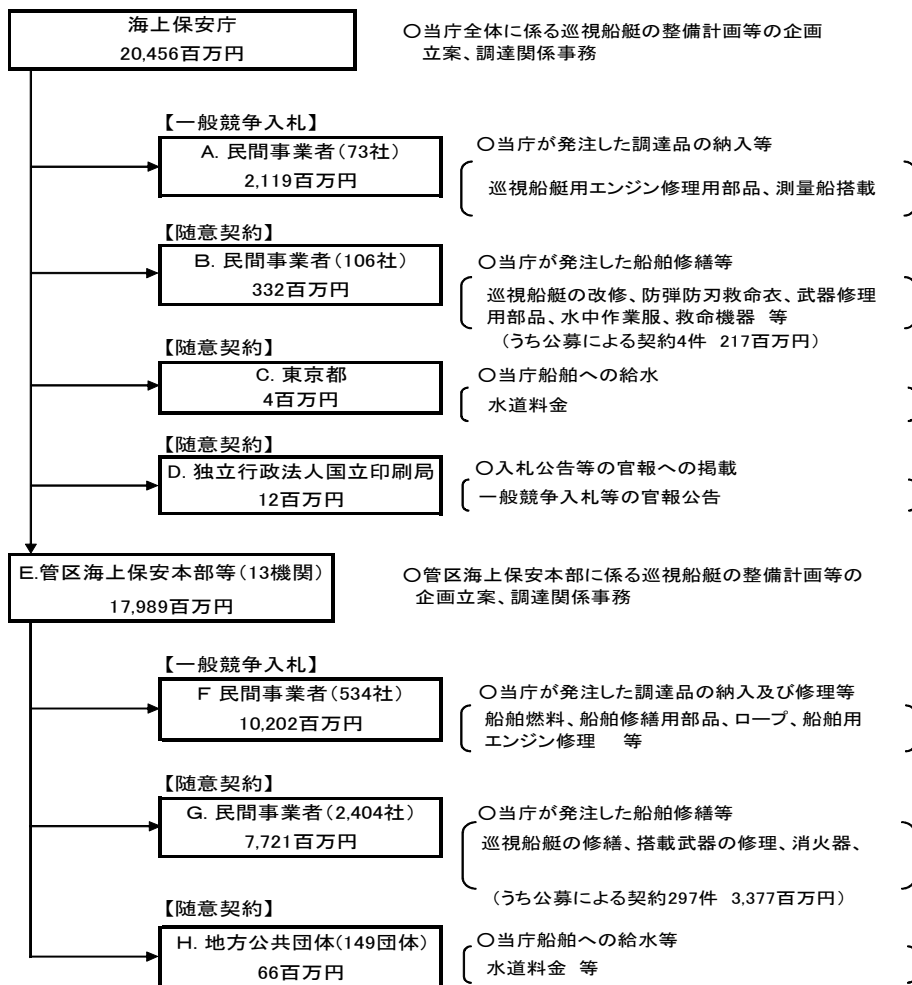 海上保安庁
20,456百万円
○当庁全体に係る巡視船艇の整備計画等の企画
立案、調達関係事務
【一般競争入札】
A. 民間事業者(73社)
2,119百万円
○当庁が発注した調達品の納入等
巡視船艇用エンジン修理用部品、測量船搭載
【随意契約】
B. 民間事業者(106社)
332百万円
○当庁が発注した船舶修繕等
巡視船艇の改修、防弾防刃救命衣、武器修理
用部品、水中作業服、救命機器 等
(うち公募による契約4件 217百万円)
【随意契約】
C. 東京都
4百万円
○当庁船舶への給水
水道料金
【随意契約】
D. 独立行政法人国立印刷局
12百万円
○入札公告等の官報への掲載
一般競争入札等の官報公告
E.管区海上保安本部等(13機関)
17,989百万円
○管区海上保安本部に係る巡視船艇の整備計画等の
企画立案、調達関係事務
【一般競争入札】
F 民間事業者(534社)
10,202百万円
○当庁が発注した調達品の納入及び修理等
船舶燃料、船舶修繕用部品、ロープ、船舶用
エンジン修理 等
【随意契約】
G. 民間事業者(2,404社)
7,721百万円
○当庁が発注した船舶修繕等
巡視船艇の修繕、搭載武器の修理、消火器、
(うち公募による契約297件 3,377百万円)
【随意契約】
H. 地方公共団体(149団体)
66百万円
○当庁船舶への給水等
水道料金 等